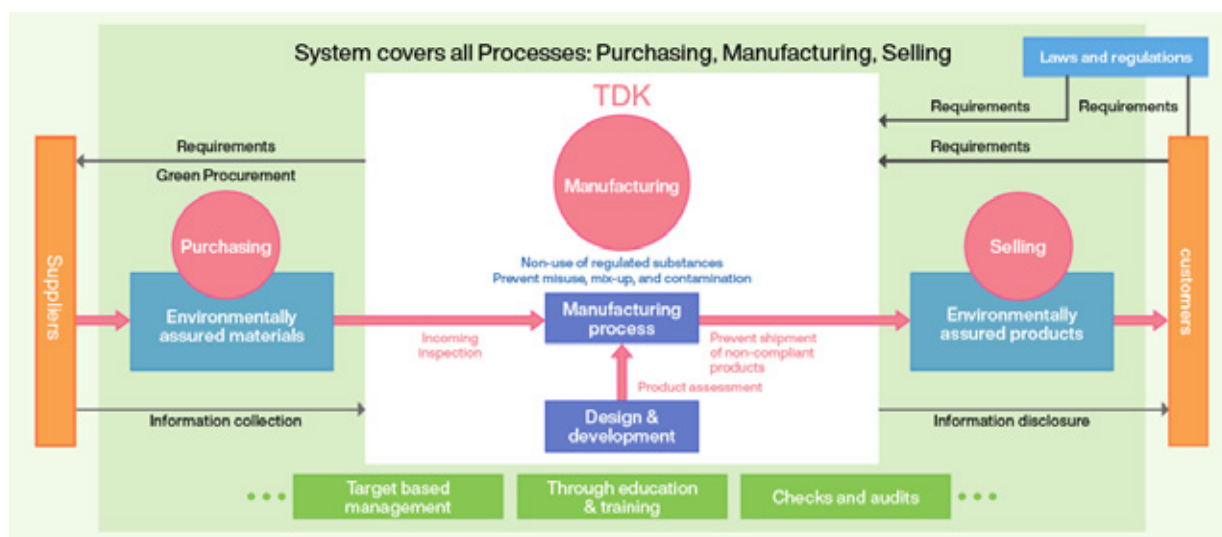 System covers all Processes: Purchasing, Manufacturing, Selling
Laws and regulations
TDK
Requirements
Requirements
Requirements
Green Procurement
Requirements
Manufacturing
Purchasing
Selling
Suppliers
customers
Non-use of regulated substances
Prevent misuse, mix-up, and contamination
Environmentally
assured materials
Manufacturing
process
Environmentally
assured products
Incoming
inspection
Prevent shipment
of non-compliant
products
Product assessment
Information collection
Design &
development
Information disclosure
Target based
management
Through education
& training
Checks and audits